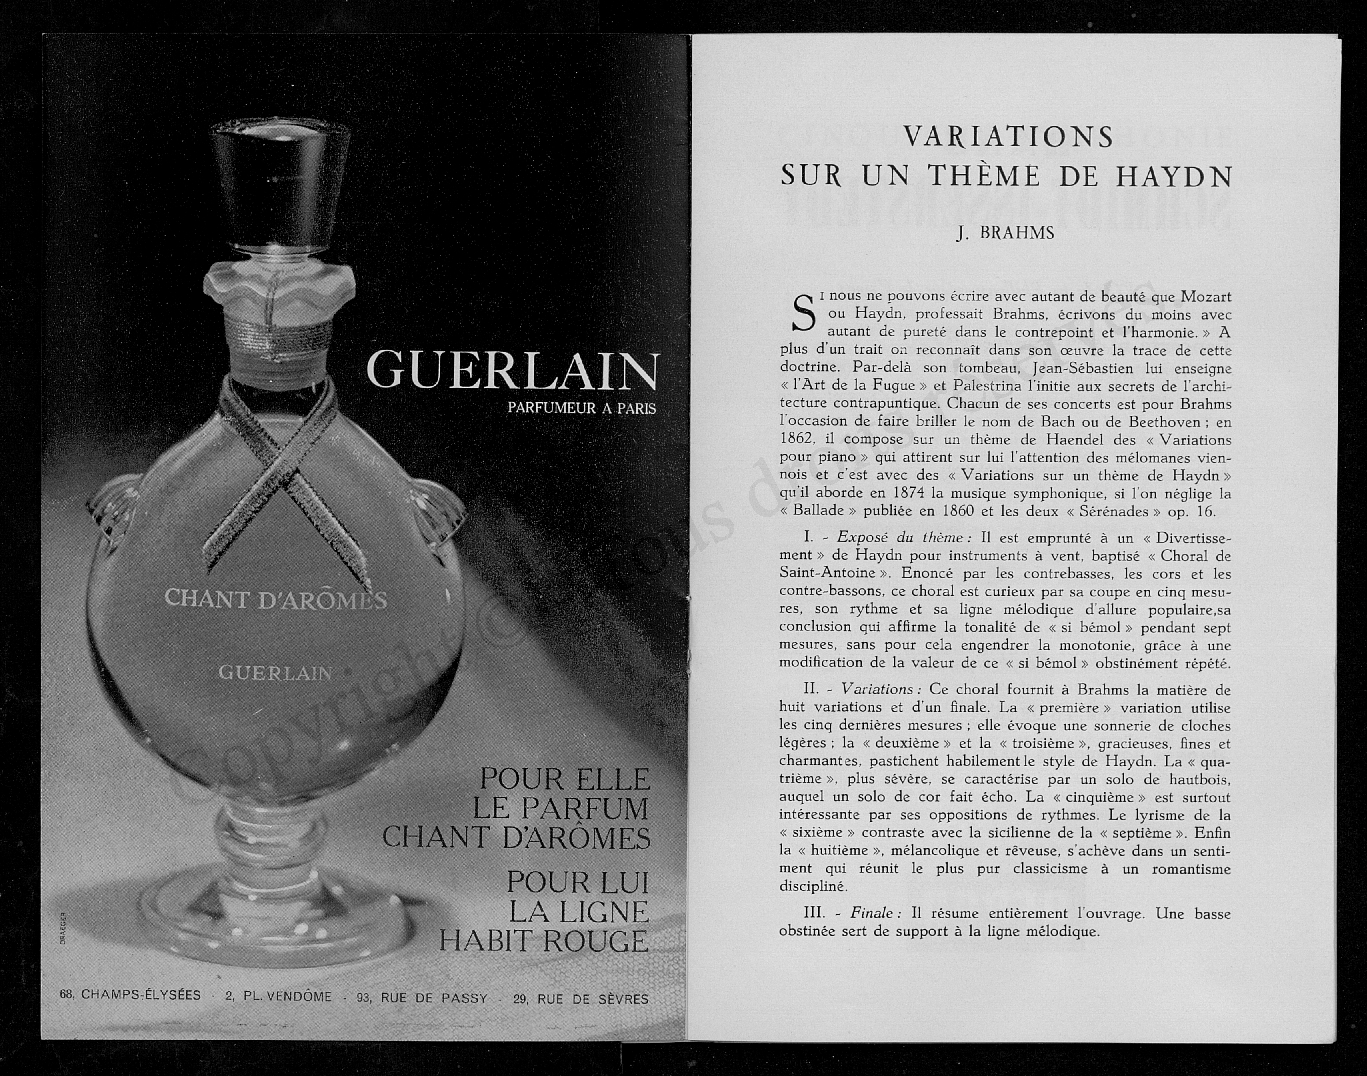 GUERLAIN
PARFUMEUR A PARIS
CHANT D'ARÔMES
GUERLAIN
POUR ELLE
LE PARFUM
CHANT D'ARÔMES
POUR LUI
LA LIGNE
HABIT ROUGE
DRAEGER
68, CHAMPS-ÉLYSÉES - 2, PL. VENDÔME - 93, RUE DE PASSY - 29, RUE DE SÈVRES
VARIATIONS
SUR UN THÈME DE HAYDN
J. BRAHMS
SI nous ne pouvons écrire avec autant de beauté que Mozart
ou Haydn, professait Brahms, écrivons du moins avec
autant de pureté dans le contrepoint et l'harmonie. » A
plus d'un trait on reconnaît dans son œuvre la trace de cette
doctrine. Par-delà son tombeau, Jean-Sébastien lui enseigne
« l'Art de la Fugue » et Palestrina l'initie aux secrets de l'archi-
tecture contrapuntique. Chacun de ses concerts est pour Brahms
l'occasion de faire briller le nom de Bach ou de Beethoven ; en
1862, il compose sur un thème de Haendel des « Variations
pour piano » qui attirent sur lui l'attention des mélomanes vien-
nois et c'est avec des « Variations sur un thème de Haydn »
qu'il aborde en 1874 la musique symphonique, si l'on néglige la
« Ballade » publiée en 1860 et les deux « Sérénades » op. 16.
I. - Exposé du thème : Il est emprunté à un « Divertisse-
ment » de Haydn pour instruments à vent, baptisé « Choral de
Saint-Antoine ». Enoncé par les contrebasses, les cors et les
contre-bassons, ce choral est curieux par sa coupe en cinq mesu-
res, son rythme et sa ligne mélodique d'allure populaire,sa
conclusion qui affirme la tonalité de « si bémol » pendant sept
mesures, sans pour cela engendrer la monotonie, grâce à une
modification de la valeur de ce « si bémol » obstinément répété.
II. - Variations : Ce choral fournit à Brahms la matière de
huit variations et d'un finale. La « première » variation utilise
les cinq dernières mesures ; elle évoque une sonnerie de cloches
légères ; la « deuxième » et la « troisième », gracieuses, fines et
charmantes, pastichent habilement le style de Haydn. La « qua-
trième », plus sévère, se caractérise par un solo de hautbois,
auquel un solo de cor fait écho. La « cinquième » est surtout
intéressante par ses oppositions de rythmes. Le lyrisme de la
« sixième » contraste avec la sicilienne de la « septième ». Enfin
la « huitième », mélancolique et rêveuse, s'achève dans un senti-
ment qui réunit le plus pur classicisme à un romantisme
discipliné.
III. - Finale : Il résume entièrement l'ouvrage. Une basse
obstinée sert de support à la ligne mélodique.
Copyright ©